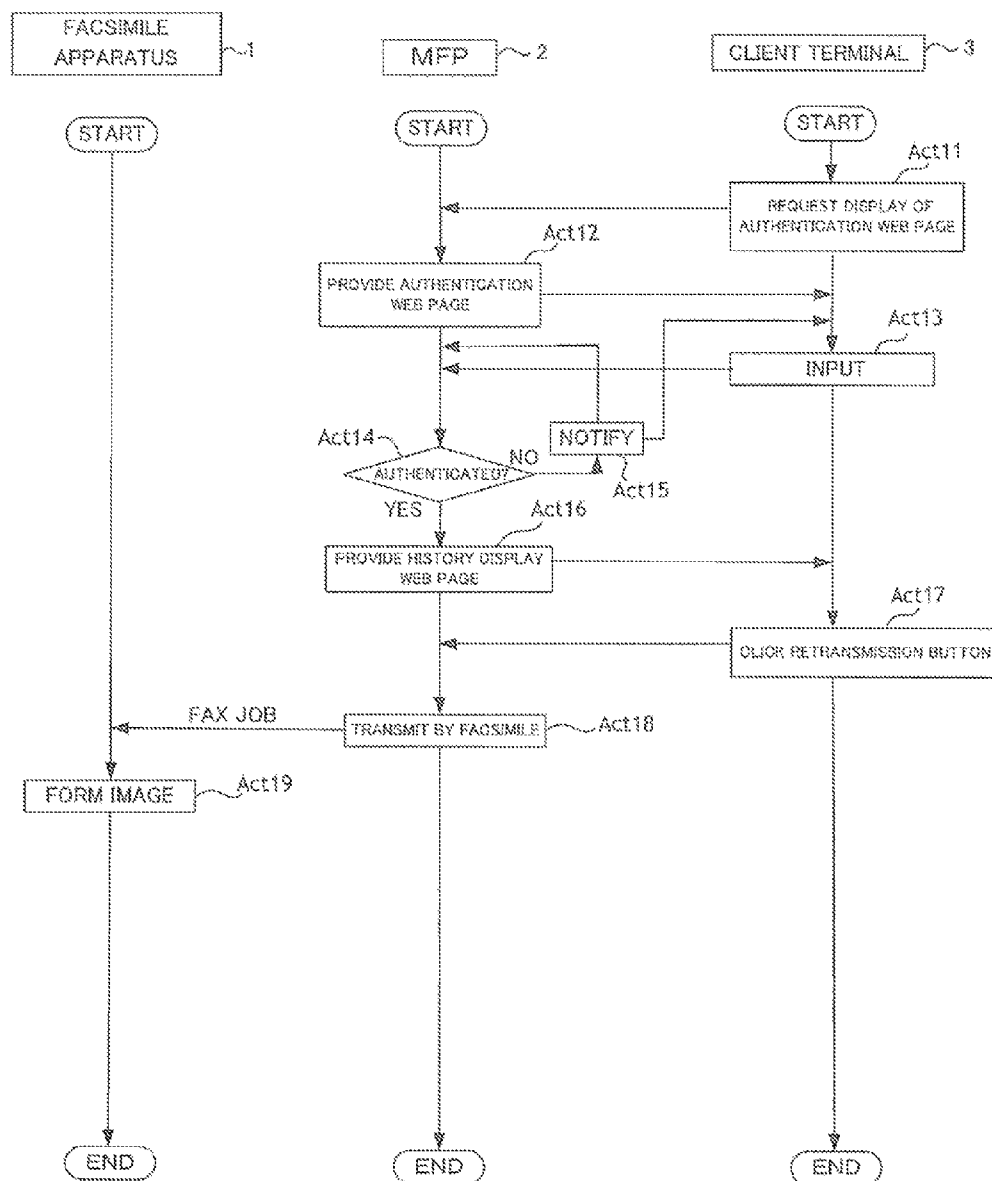 FACSIMILE
APPARATUS
1
MFP
2
CLIENT TERMINAL
3
START
START
START
Act11
REQUEST DISPLAY OF
AUTHENTICATION WEB PAGE
Act12
PROVIDE AUTHENTICATION
WEB PAGE
Act13
INPUT
Act14
AUTHENTICATED?
NO
NOTIFY
Act15
YES
Act16
PROVIDE HISTORY DISPLAY
WEB PAGE
Act17
CLICK RETRANSMISSION BUTTON
FAX JOB
TRANSMIT BY FACSIMILE
Act18
FORM IMAGE
Act19
END
END
END